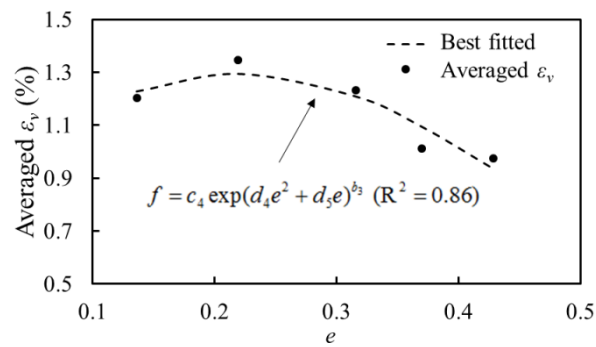 1.5
1.3
1.1
0.9
0.7
0.5
Averaged εᵥ (%)
Best fitted
Averaged εᵥ
f = c₄ exp(d₄e² + d₅e)^b₃ (R² = 0.86)
0.1 0.2 0.3 0.4 0.5
e